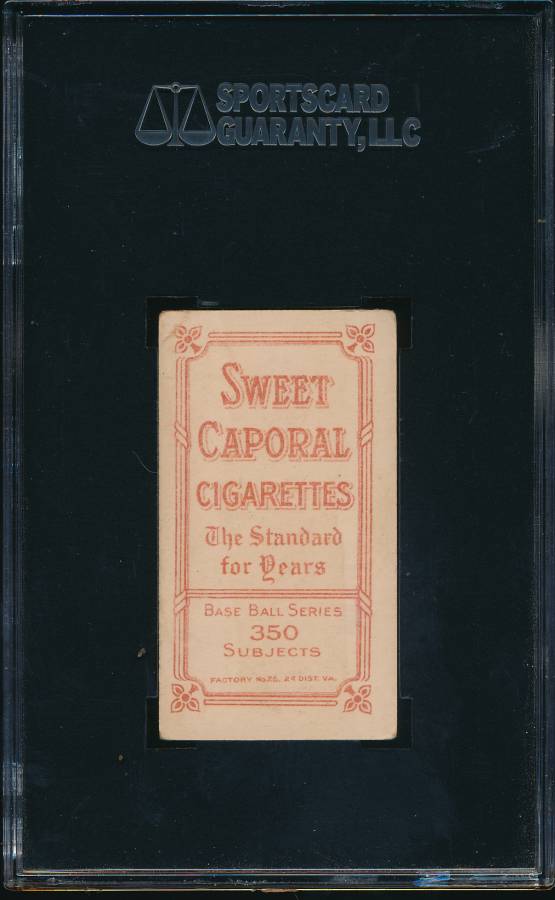 SPORTSCARD
GUARANTY, LLC
SWEET
CAPORAL
CIGARETTES
The Standard
for Years
BASE BALL SERIES
350
SUBJECTS
FACTORY NO. 25, 2D DIST. VA.